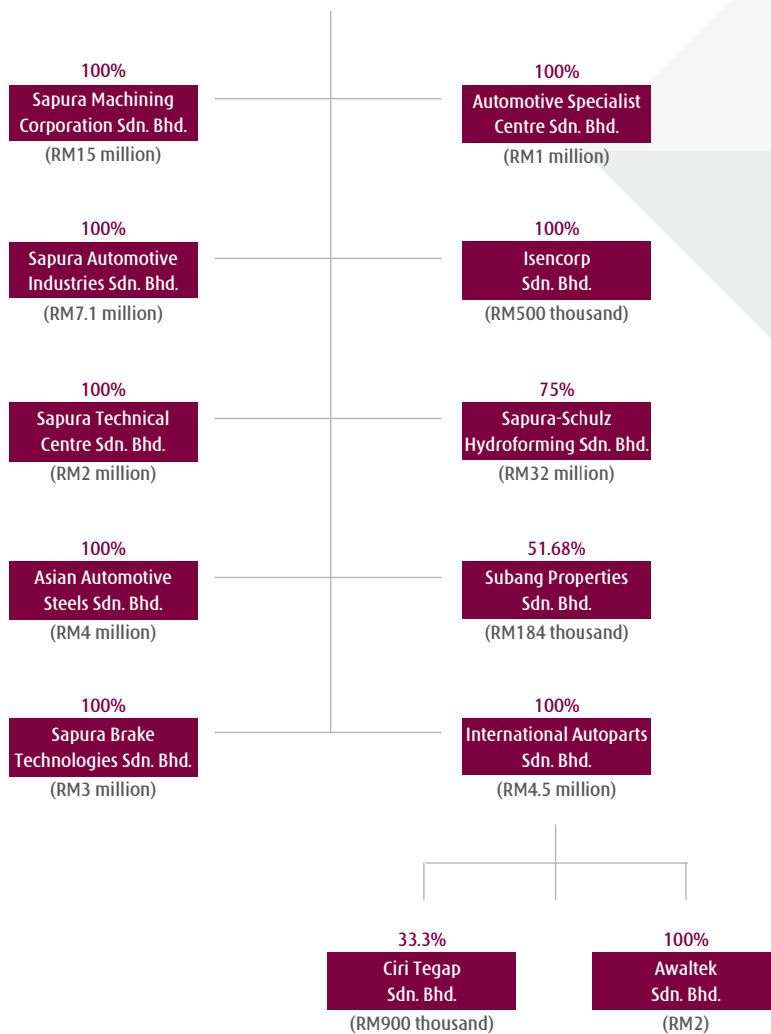 100%
Sapura Machining
Corporation Sdn. Bhd.
(RM15 million)
100%
Automotive Specialist
Centre Sdn. Bhd.
(RM1 million)
100%
Sapura Automotive
Industries Sdn. Bhd.
(RM7.1 million)
100%
Isencorp
Sdn. Bhd.
(RM500 thousand)
100%
Sapura Technical
Centre Sdn. Bhd.
(RM2 million)
75%
Sapura-Schulz
Hydroforming Sdn. Bhd.
(RM32 million)
100%
Asian Automotive
Steels Sdn. Bhd.
(RM4 million)
51.68%
Subang Properties
Sdn. Bhd.
(RM184 thousand)
100%
Sapura Brake
Technologies Sdn. Bhd.
(RM3 million)
100%
International Autoparts
Sdn. Bhd.
(RM4.5 million)
33.3%
Ciri Tegap
Sdn. Bhd.
(RM900 thousand)
100%
Awaltek
Sdn. Bhd.
(RM2)